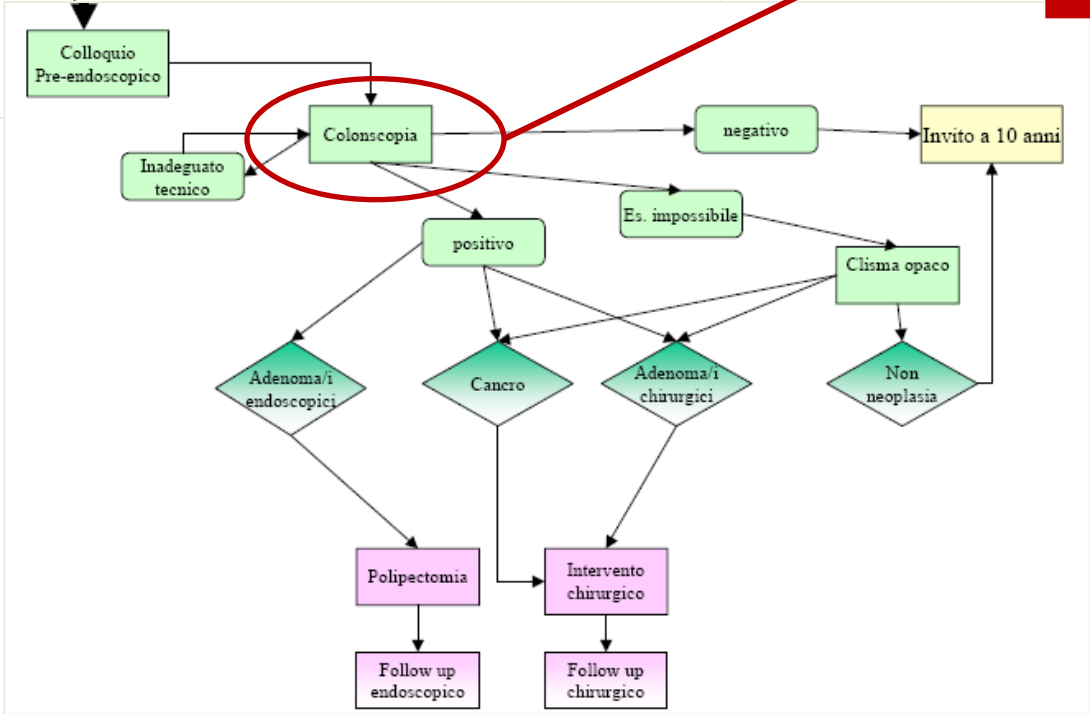 Colloquio
Pre-endoscopico
Colonscopia
negativo
Invito a 10 anni
Inadeguato
tecnico
Es. impossibile
positivo
Clisma opaco
Adenoma/i
endoscopici
Cancro
Adenoma/i
chirurgici
Non
neoplasia
Polipectomia
Intervento
chirurgico
Follow up
endoscopico
Follow up
chirurgico